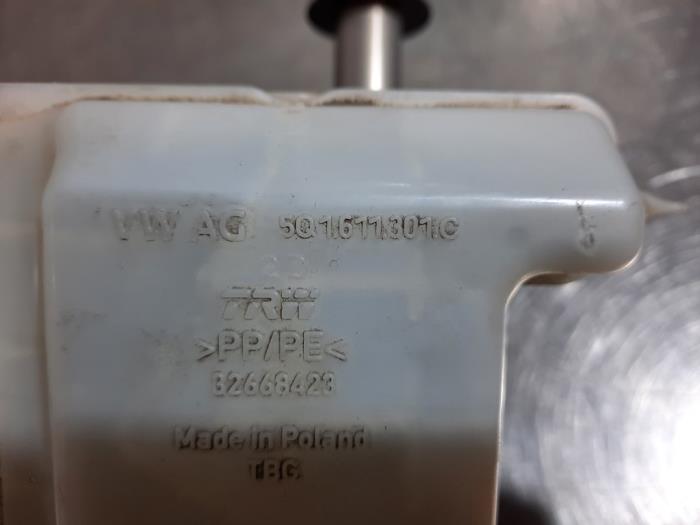 VW AG 5Q1611301C
TRW
>PP/PE<
32668423
Made in Poland
TBG